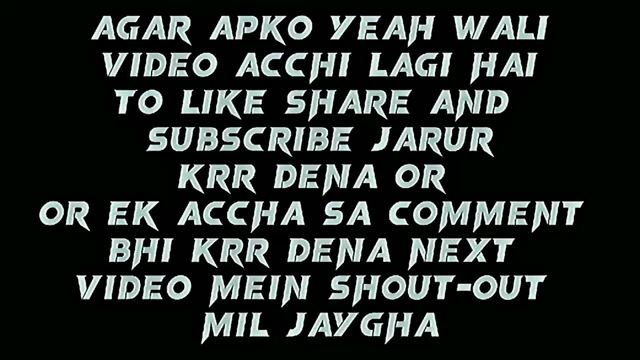 AGAR APKO YEAH WALI
VIDEO ACCHI LAGI HAI
TO LIKE SHARE AND
SUBSCRIBE JARUR
KRR DENA OR
OR EK ACCHA SA COMMENT
BHI KRR DENA NEXT
VIDEO MEIN SHOUT-OUT
MIL JAYGHA